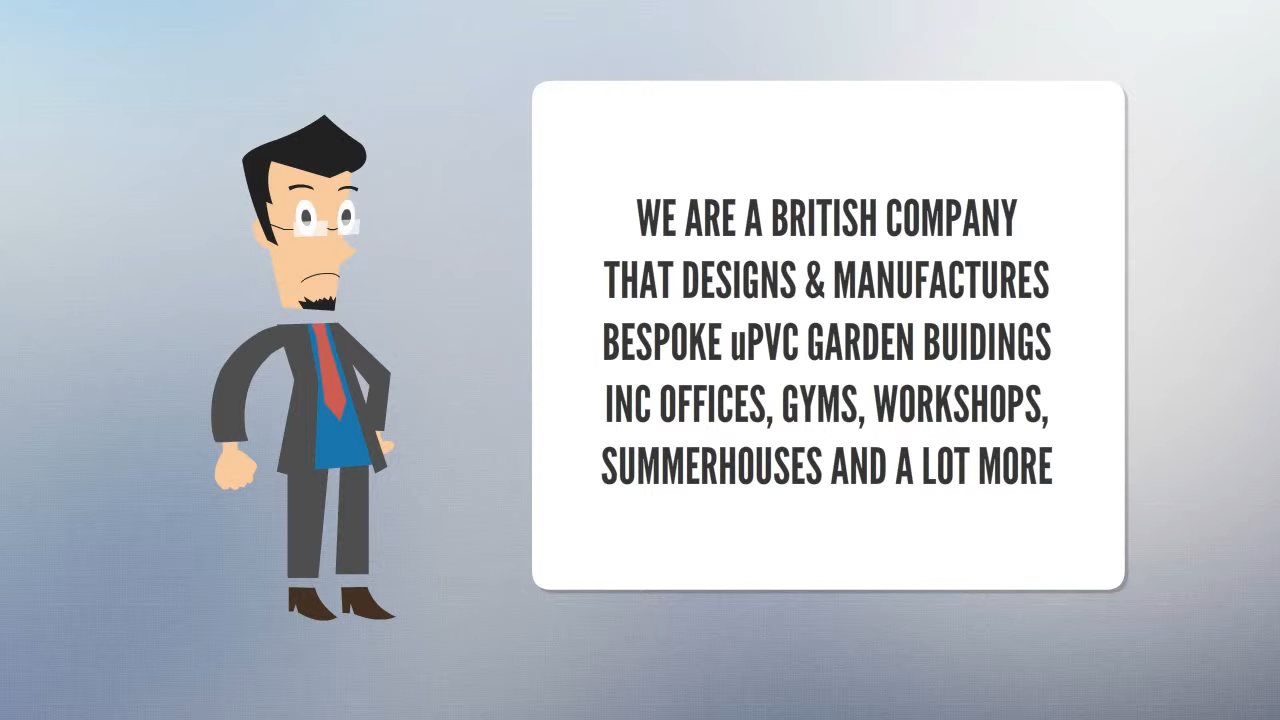 WE ARE A BRITISH COMPANY
THAT DESIGNS & MANUFACTURES
BESPOKE uPVC GARDEN BUIDINGS
INC OFFICES, GYMS, WORKSHOPS,
SUMMERHOUSES AND A LOT MORE